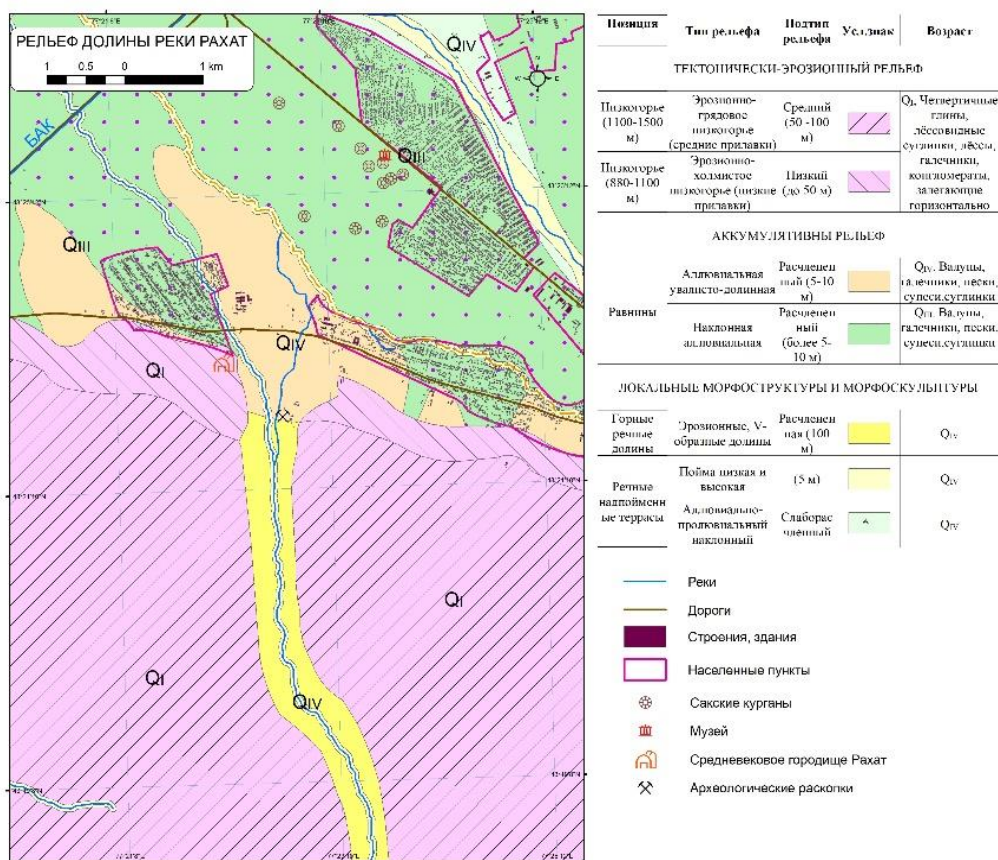 РЕЛЬЕФ ДОЛИНЫ РЕКИ РАХАТ
1 0.5 0 1 km
БАК
QIV
QIII
QIII
QIV
QI
QI
QI
QIV
Позиция Тип рельефа Подтип рельефа Усл.знак Возраст
ТЕКТОНИЧЕСКИ-ЭРОЗИОННЫЙ РЕЛЬЕФ
Низкогорье (1100-1500 м)
Эрозионно-грядовое низкогорье (средние прилавки)
Средний (50 -100 м)
QI, Четвертичные глины, лёссовидные суглинки, лёссы, галечники, конгломераты, залегающие горизонтально
Низкогорье (880-1100 м)
Эрозионно-холмистое низкогорье (низкие прилавки)
Низкий (до 50 м)
АККУМУЛЯТИВНЫ РЕЛЬЕФ
Равнины
Аллювиальная увалисто-долинная
Расчлененный (5-10 м)
QIV, Валуны, галечники, пески, супеси,суглинки
Наклонная аллювиальная
Расчлененный (более 5-10 м)
QIII, Валуны, галечники, пески, супеси,суглинки
ЛОКАЛЬНЫЕ МОРФОСТРУКТУРЫ И МОРФОСКУЛЬПТУРЫ
Горные речные долины
Эрозионные, V-образные долины
Расчлененная (100 м)
QIV
Речные надпойменные террасы
Пойма низкая и высокая
(5 м)
QIV
Аллювиально-пролювиальный наклонный
Слаборасчленный
QIV
Реки
Дороги
Строения, здания
Населенные пункты
Сакские курганы
Музей
Средневековое городище Рахат
Археологические раскопки